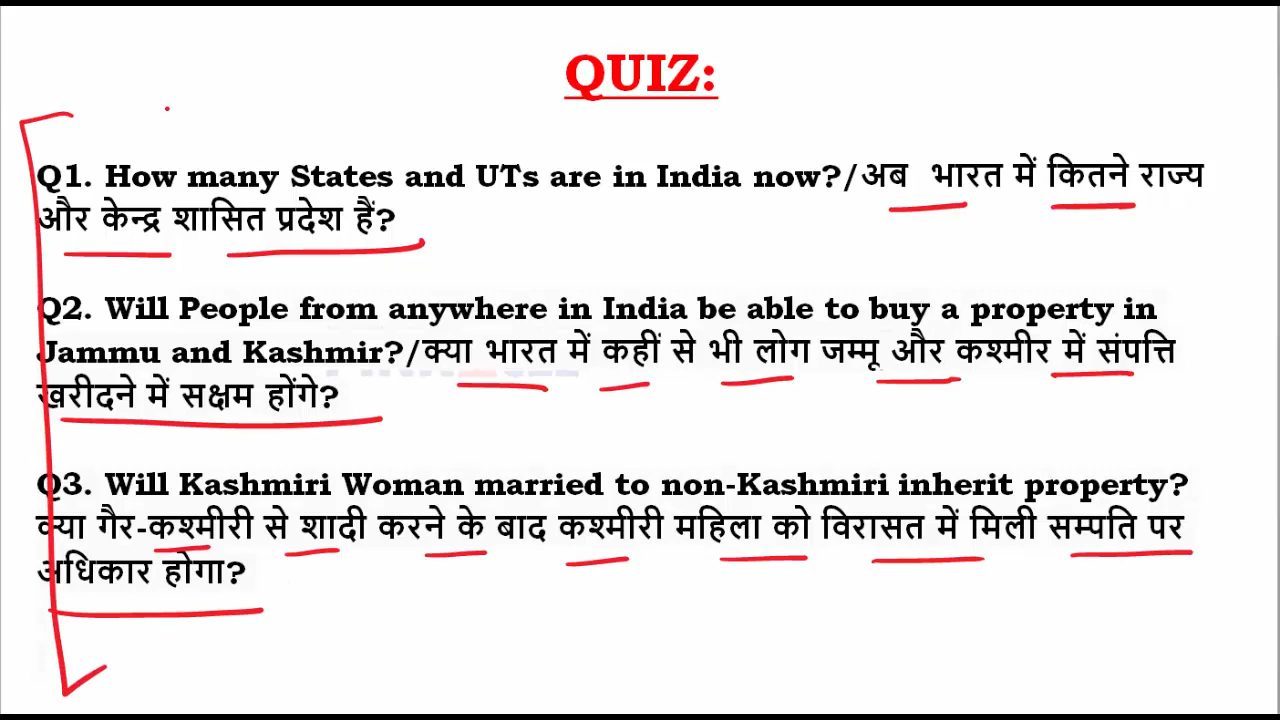 QUIZ:
Q1. How many States and UTs are in India now?/अब भारत में कितने राज्य
और केन्द्र शासित प्रदेश हैं?
Q2. Will People from anywhere in India be able to buy a property in
Jammu and Kashmir?/क्या भारत में कहीं से भी लोग जम्मू और कश्मीर में संपत्ति
खरीदने में सक्षम होंगे?
Q3. Will Kashmiri Woman married to non-Kashmiri inherit property?
क्या गैर-कश्मीरी से शादी करने के बाद कश्मीरी महिला को विरासत में मिली सम्पति पर
अधिकार होगा?